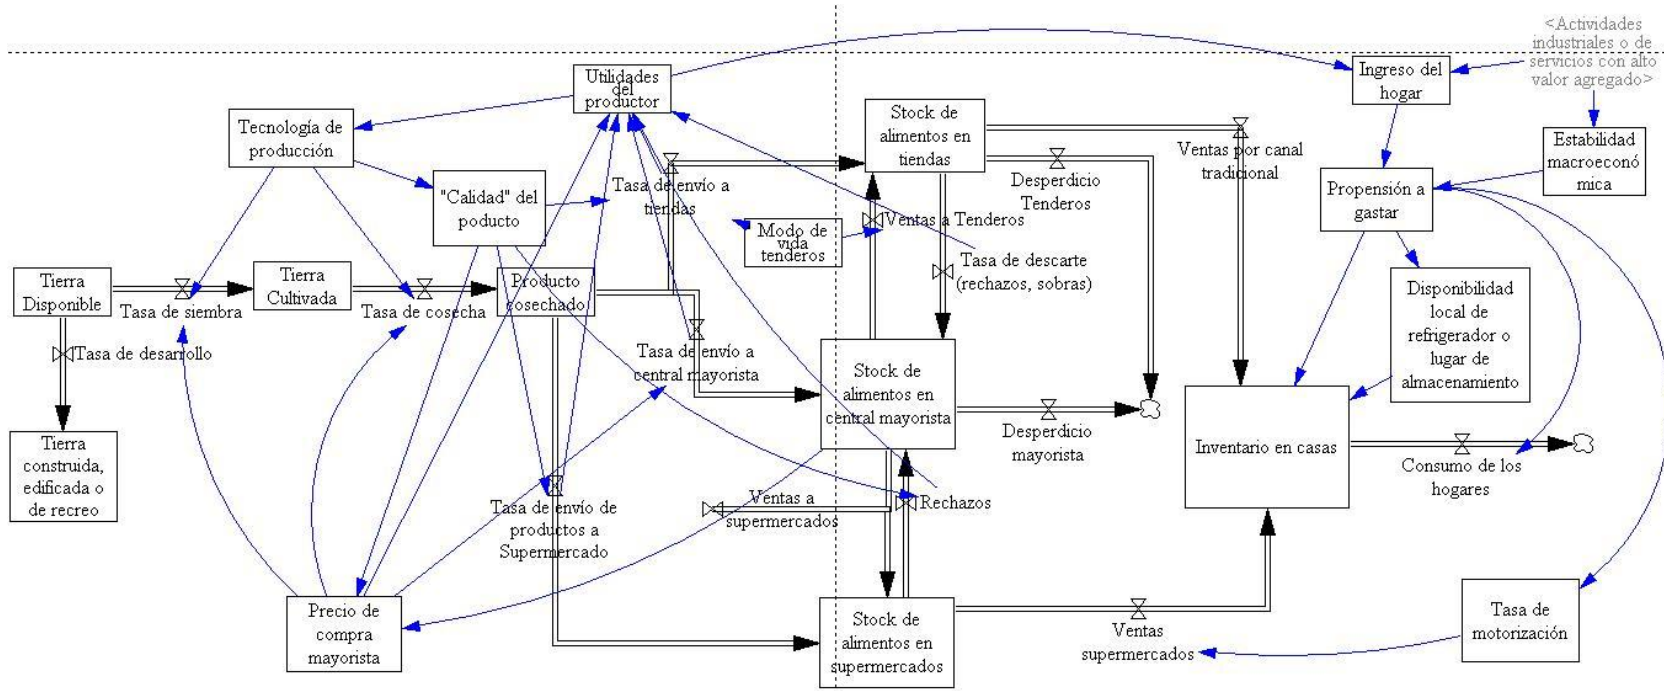 <Actividades
industriales o de
servicios con alto
valor agregado>
Utilidades
del
productor
Ingreso del
hogar
Tecnología de
producción
Stock de
alimentos en
tiendas
Ventas por canal
tradicional
Estabilidad
macroeconó
mica
"Calidad" del
poducto
Tasa de envío a
tiendas
Desperdicio
Tenderos
Propensión a
gastar
Modo de
vida
tenderos
Ventas a Tenderos
Tasa de descarte
(rechazos, sobras)
Tierra
Disponible
Tasa de siembra
Tierra
Cultivada
Tasa de cosecha
Producto
cosechado
Disponibilidad
local de
refrigerador o
lugar de
almacenamiento
Tasa de desarrollo
Tasa de envío a
central mayorista
Stock de
alimentos en
central mayorista
Desperdicio
mayorista
Inventario en casas
Consumo de los
hogares
Tierra
construida,
edificada o
de recreo
Tasa de envío de
productos a
Supermercado
Ventas a
supermercados
Rechazos
Precio de
compra
mayorista
Stock de
alimentos en
supermercados
Ventas
supermercados
Tasa de
motorización